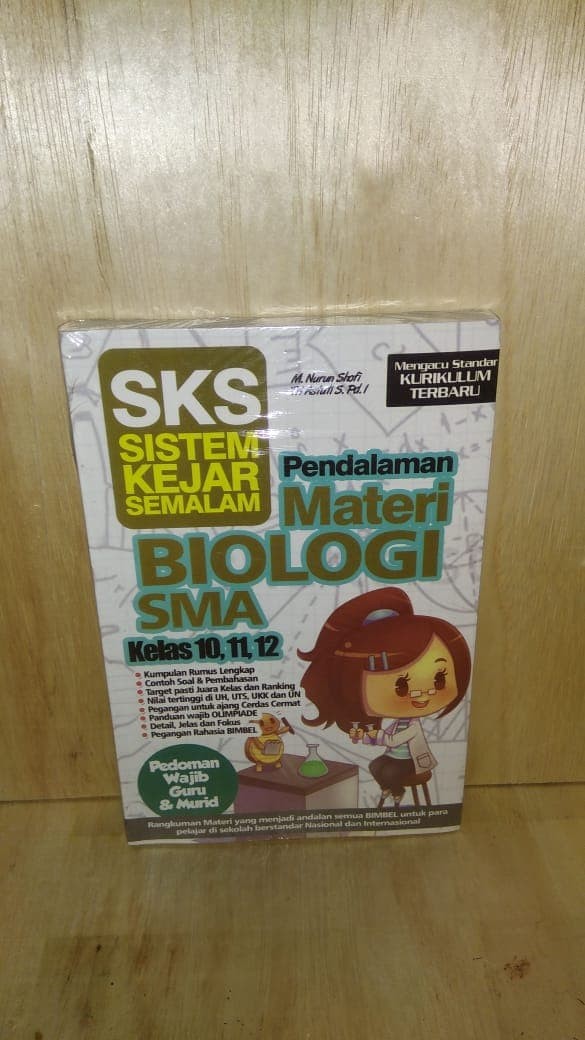 SKS
SISTEM
KEJAR
SEMALAM
M. Nurun Shofi
Tri Astuti S. Pd. I
Mengacu Standar
KURIKULUM
TERBARU
Pendalaman
Materi
BIOLOGI
SMA
Kelas 10, 11, 12
Kumpulan Rumus Lengkap
Contoh Soal & Pembahasan
Target pasti Juara Kelas dan Ranking
Nilai tertinggi di UH, UTS, UKK dan UN
Pegangan untuk ajang Cerdas Cermat
Panduan wajib OLIMPIADE
Detail, Jelas dan Fokus
Pegangan Rahasia BIMBEL
Pedoman
Wajib
Guru
& Murid
Rangkuman Materi yang menjadi andalan semua BIMBEL untuk para
pelajar di sekolah berstandar Nasional dan Internasional